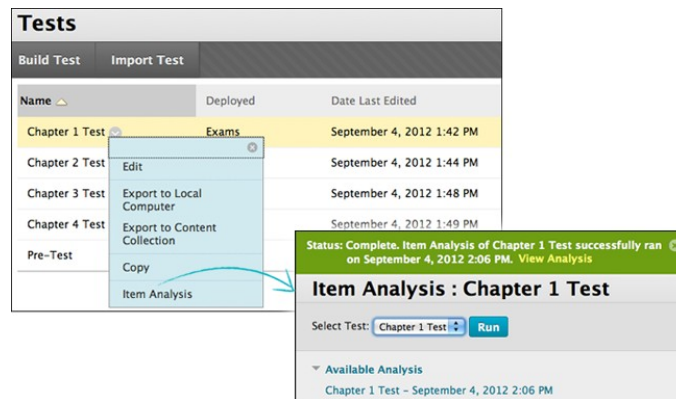 Tests
Build Test Import Test
Name Deployed Date Last Edited
Chapter 1 Test Exams September 4, 2012 1:42 PM
Chapter 2 Test September 4, 2012 1:44 PM
Chapter 3 Test September 4, 2012 1:48 PM
Chapter 4 Test September 4, 2012 1:49 PM
Pre-Test
Edit
Export to Local
Computer
Export to Content
Collection
Copy
Item Analysis
Status: Complete. Item Analysis of Chapter 1 Test successfully ran
on September 4, 2012 2:06 PM. View Analysis
Item Analysis : Chapter 1 Test
Select Test: Chapter 1 Test Run
Available Analysis
Chapter 1 Test - September 4, 2012 2:06 PM